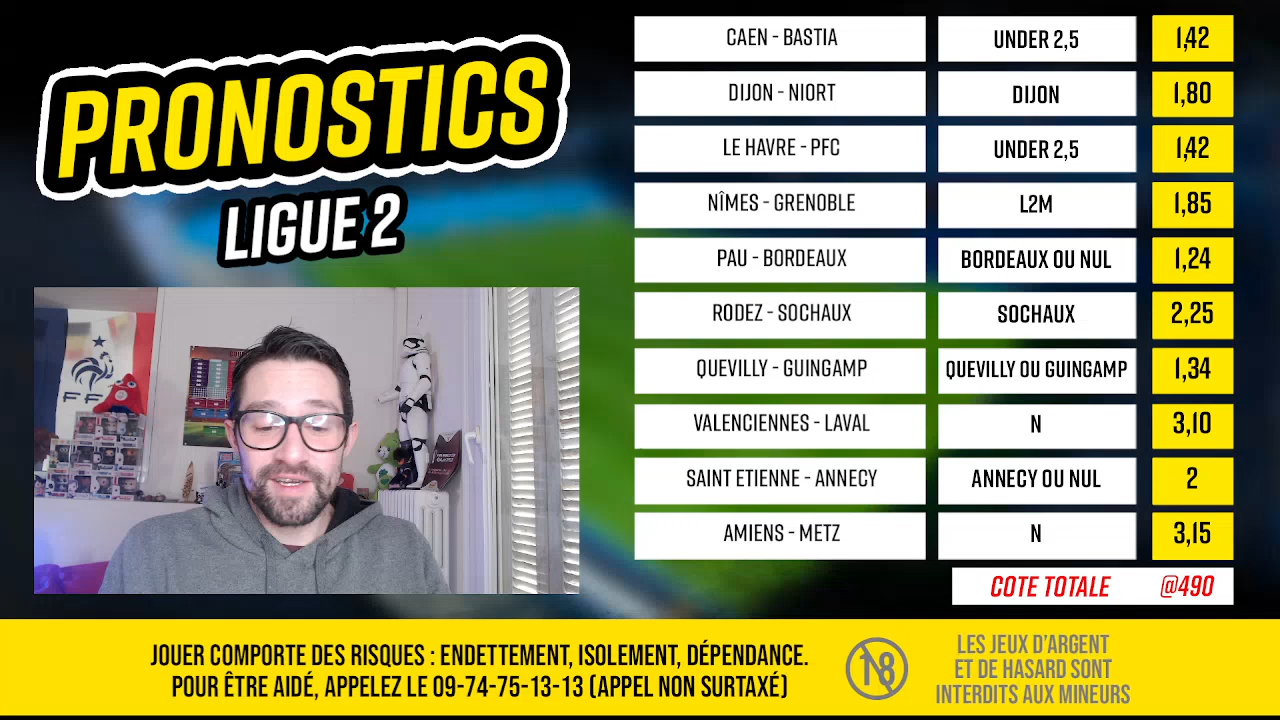 PRONOSTICS
LIGUE 2
CAEN - BASTIA UNDER 2,5 1,42
DIJON - NIORT DIJON 1,80
LE HAVRE - PFC UNDER 2,5 1,42
NÎMES - GRENOBLE L2M 1,85
PAU - BORDEAUX BORDEAUX OU NUL 1,24
RODEZ - SOCHAUX SOCHAUX 2,25
QUEVILLY - GUINGAMP QUEVILLY OU GUINGAMP 1,34
VALENCIENNES - LAVAL N 3,10
SAINT ETIENNE - ANNECY ANNECY OU NUL 2
AMIENS - METZ N 3,15
COTE TOTALE @490
FF
JOUER COMPORTE DES RISQUES : ENDETTEMENT, ISOLEMENT, DÉPENDANCE.
POUR ÊTRE AIDÉ, APPELEZ LE 09-74-75-13-13 (APPEL NON SURTAXÉ)
18
LES JEUX D'ARGENT
ET DE HASARD SONT
INTERDITS AUX MINEURS